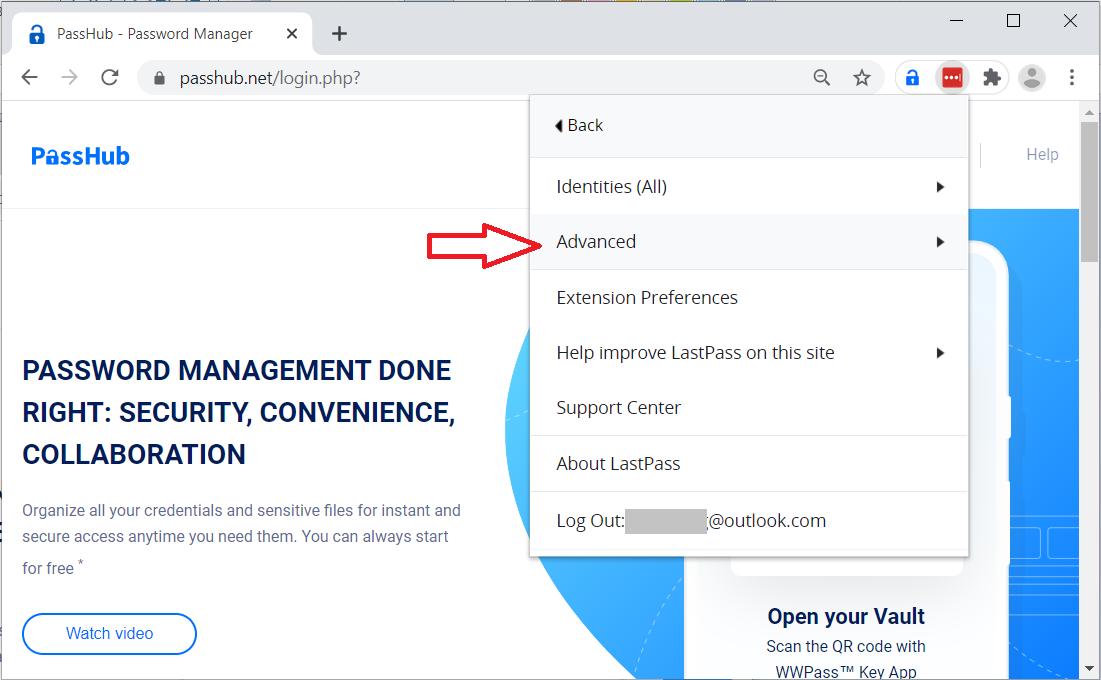 PassHub - Password Manager
passhub.net/login.php?
PassHub
Help
Back
Identities (All)
Advanced
Extension Preferences
Help improve LastPass on this site
Support Center
About LastPass
Log Out: @outlook.com
PASSWORD MANAGEMENT DONE
RIGHT: SECURITY, CONVENIENCE,
COLLABORATION
Organize all your credentials and sensitive files for instant and
secure access anytime you need them. You can always start
for free *
Watch video
Open your Vault
Scan the QR code with
WWPass™ Key App